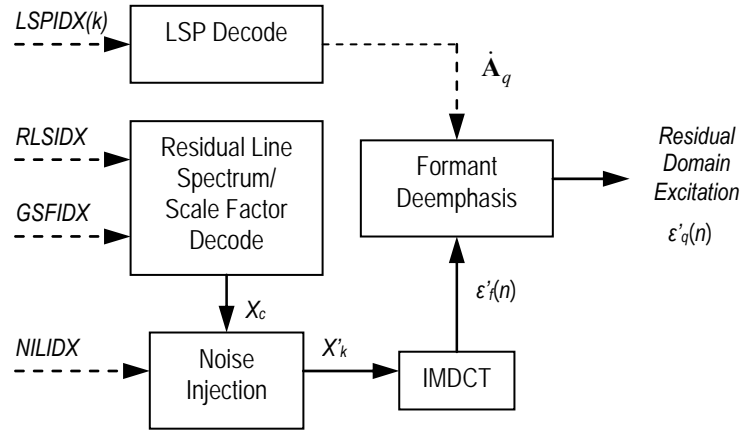 LSPIDX(k)
LSP Decode
Ȧq
RLSIDX
GSFIDX
Residual Line
Spectrum/
Scale Factor
Decode
Formant
Deemphasis
Residual
Domain
Excitation
ε'q(n)
Xc
ε'f(n)
NILIDX
Noise
Injection
X'k
IMDCT